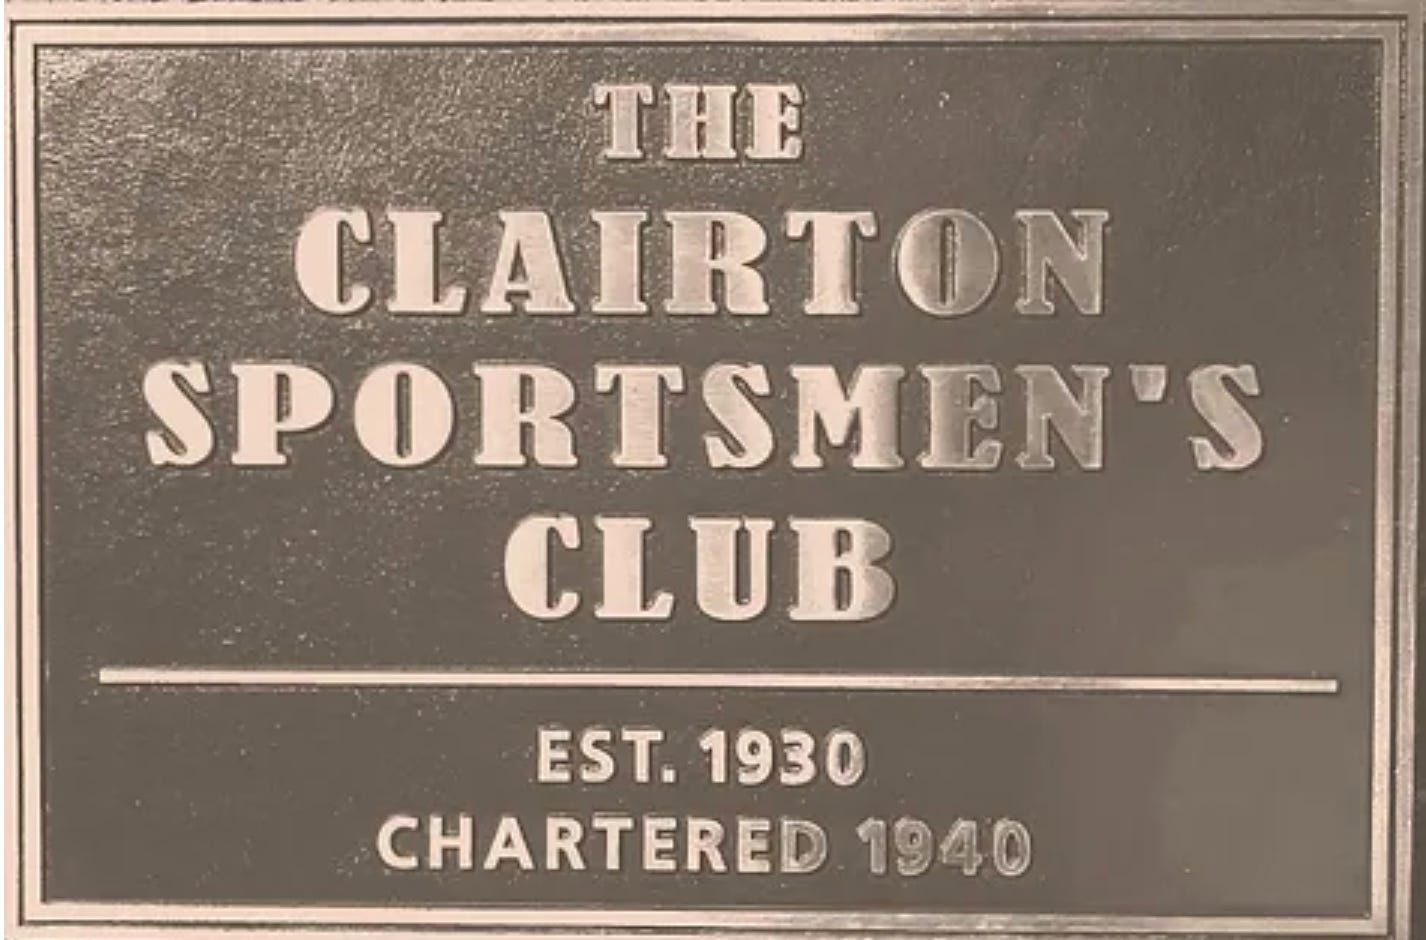 THE
CLAIRTON
SPORTSMEN'S
CLUB
EST. 1930
CHARTERED 1940